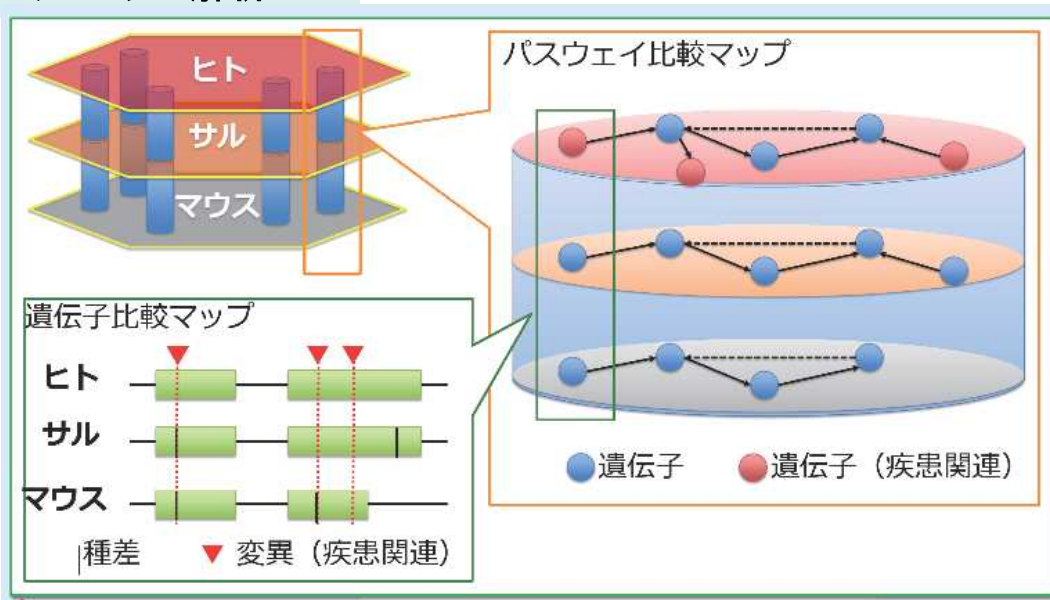 ヒト
サル
マウス
パスウェイ比較マップ
遺伝子
遺伝子（疾患関連）
遺伝子比較マップ
ヒト
サル
マウス
種差
変異（疾患関連）